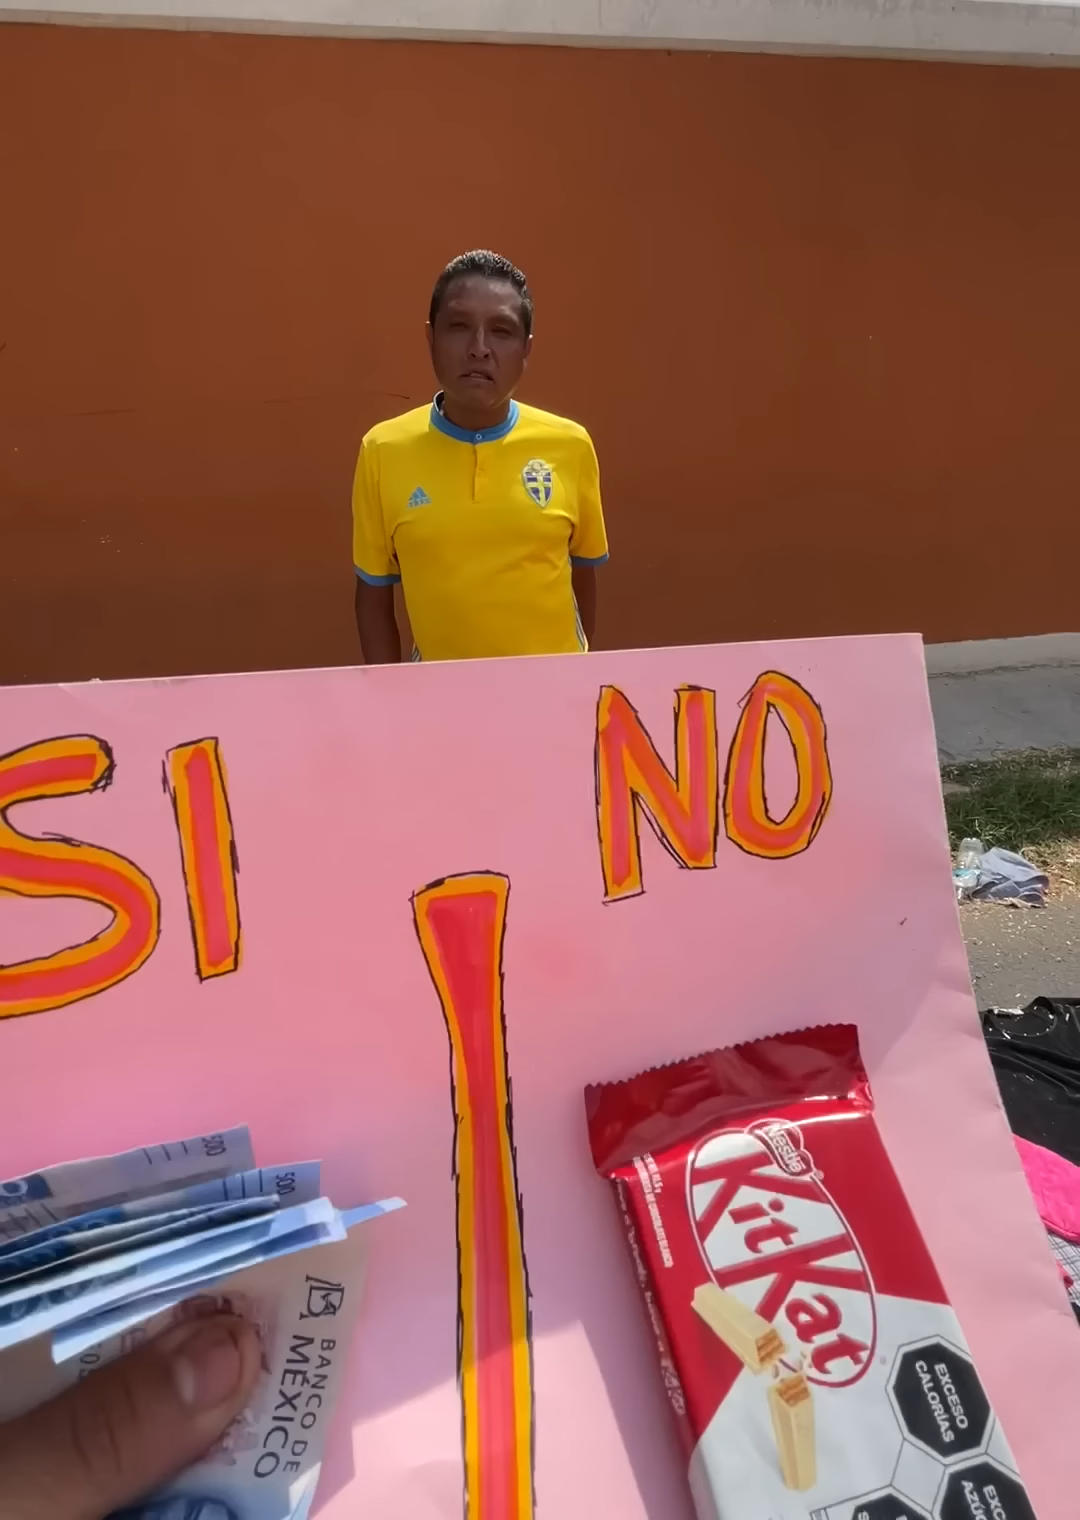 SI
NO
500
500
BANCO DE
MÉXICO
Nestlé
KitKat
EXCESO
CALORÍAS